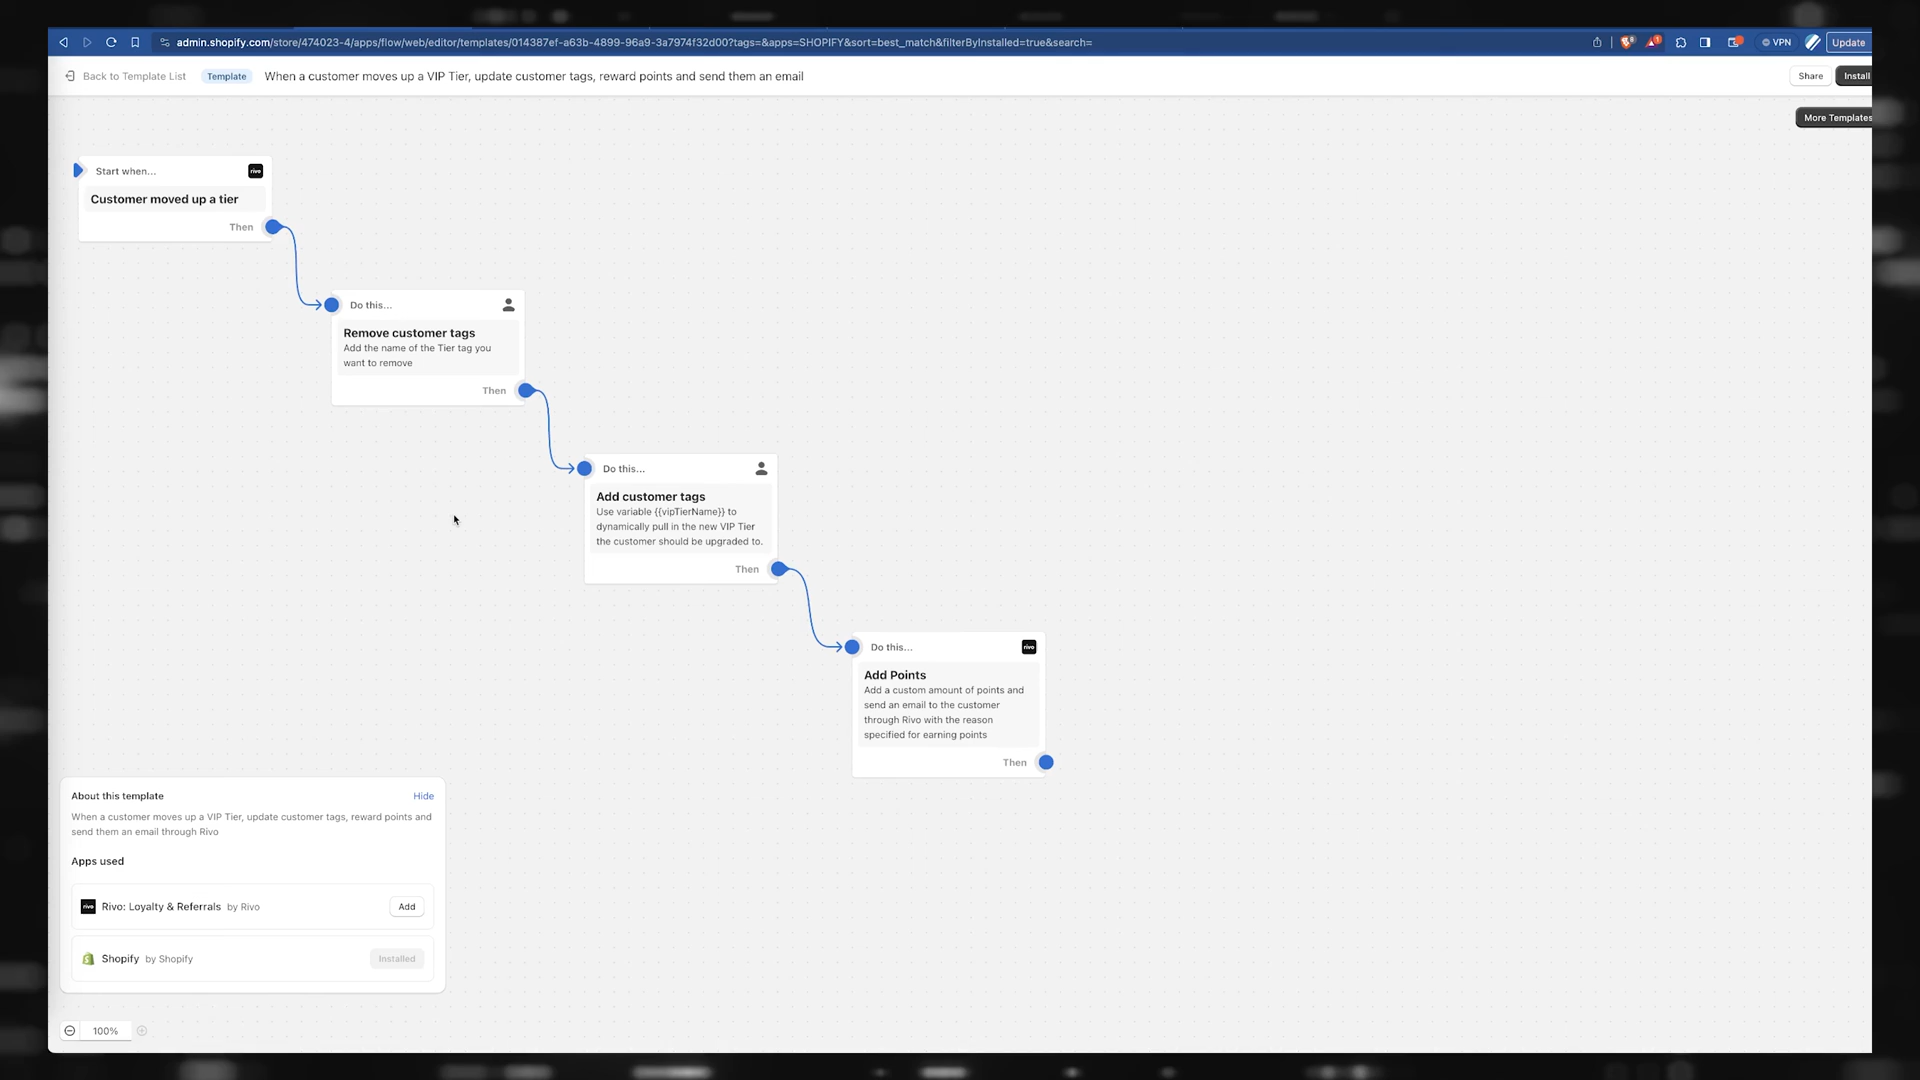 admin.shopify.com/store/474023-4/apps/flow/web/editor/templates/014387ef-a63b-4899-96a9-3a7974f32d00?tags=&apps=SHOPIFY&sort=best_match&filterByInstalled=true&search=
VPN
Update
Back to Template List
Template
When a customer moves up a VIP Tier, update customer tags, reward points and send them an email
Share
Install
More Templates
Start when...
rivo
Customer moved up a tier
Then
Do this...
Remove customer tags
Add the name of the Tier tag you
want to remove
Then
Do this...
Add customer tags
Use variable {{vipTierName}} to
dynamically pull in the new VIP Tier
the customer should be upgraded to.
Then
Do this...
rivo
Add Points
Add a custom amount of points and
send an email to the customer
through Rivo with the reason
specified for earning points
Then
About this template
Hide
When a customer moves up a VIP Tier, update customer tags, reward points and
send them an email through Rivo
Apps used
rivo
Rivo: Loyalty & Referrals by Rivo
Add
Shopify by Shopify
Installed
100%